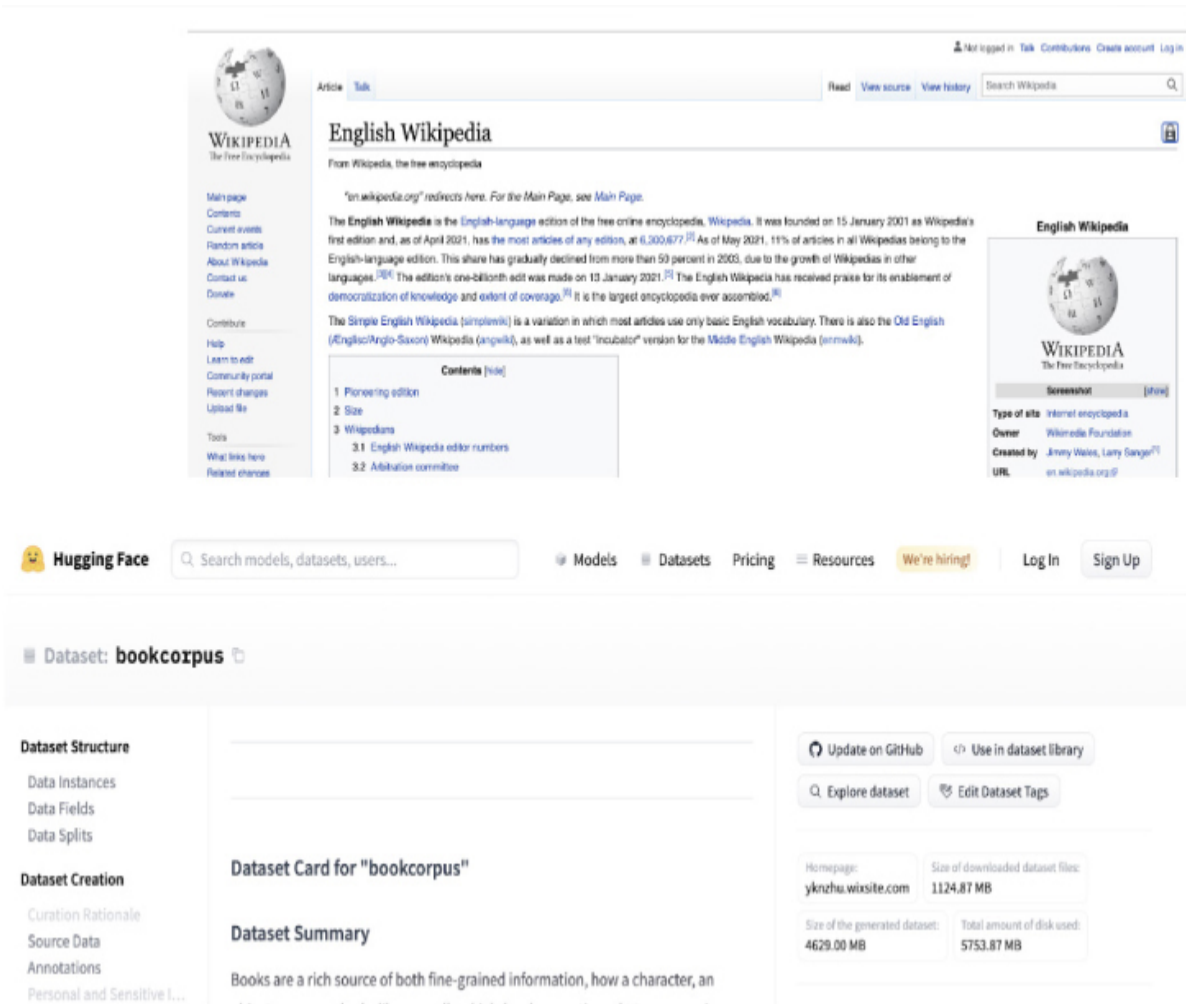 Not logged in Talk Contributions Create account Log in
Article Talk
Read View source View history Search Wikipedia
WIKIPEDIA
The Free Encyclopedia
English Wikipedia
From Wikipedia, the free encyclopedia
"en.wikipedia.org" redirects here. For the Main Page, see Main Page.
The English Wikipedia is the English-language edition of the free online encyclopedia, Wikipedia. It was founded on 15 January 2001 as Wikipedia's
first edition and, as of April 2021, has the most articles of any edition, at 6,300,677.[2] As of May 2021, 11% of articles in all Wikipedias belong to the
English-language edition. This share has gradually declined from more than 50 percent in 2003, due to the growth of Wikipedias in other
languages.[3][4] The edition's one-billionth edit was made on 13 January 2021.[5] The English Wikipedia has received praise for its enablement of
democratization of knowledge and extent of coverage.[6] It is the largest encyclopedia ever assembled.[6]
The Simple English Wikipedia (simplewiki) is a variation in which most articles use only basic English vocabulary. There is also the Old English
(Ænglisc/Anglo-Saxon) Wikipedia (angwiki), as well as a test "incubator" version for the Middle English Wikipedia (enmwiki).
Main page
Contents
Current events
Random article
About Wikipedia
Contact us
Donate
Contribute
Help
Learn to edit
Community portal
Recent changes
Upload file
Tools
What links here
Related changes
Contents [hide]
1 Pioneering edition
2 Size
3 Wikipedians
3.1 English Wikipedia editor numbers
3.2 Arbitration committee
English Wikipedia
WIKIPEDIA
The Free Encyclopedia
Screenshot [show]
Type of site Internet encyclopedia
Owner Wikimedia Foundation
Created by Jimmy Wales, Larry Sanger[1]
URL en.wikipedia.org
Hugging Face Search models, datasets, users... Models Datasets Pricing Resources We're hiring! Log In Sign Up
Dataset: bookcorpus
Dataset Structure
Data Instances
Data Fields
Data Splits
Dataset Creation
Curation Rationale
Source Data
Annotations
Personal and Sensitive I...
Dataset Card for "bookcorpus"
Dataset Summary
Books are a rich source of both fine-grained information, how a character, an
Update on GitHub Use in dataset library
Explore dataset Edit Dataset Tags
Homepage:
yknzhu.wixsite.com
Size of downloaded dataset files:
1124.87 MB
Size of the generated dataset:
4629.00 MB
Total amount of disk used:
5753.87 MB